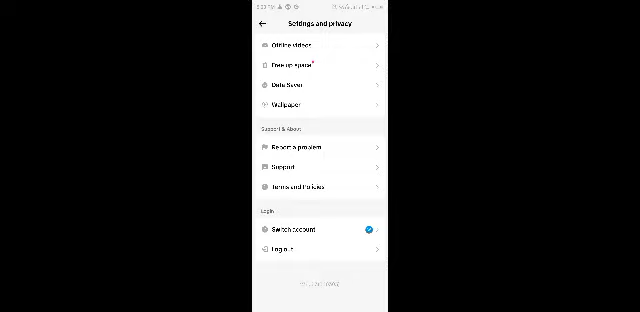 Settings and privacy
Offline videos
Free up space
Data Saver
Wallpaper
Support & About
Report a problem
Support
Terms and Policies
Login
Switch account
Log out